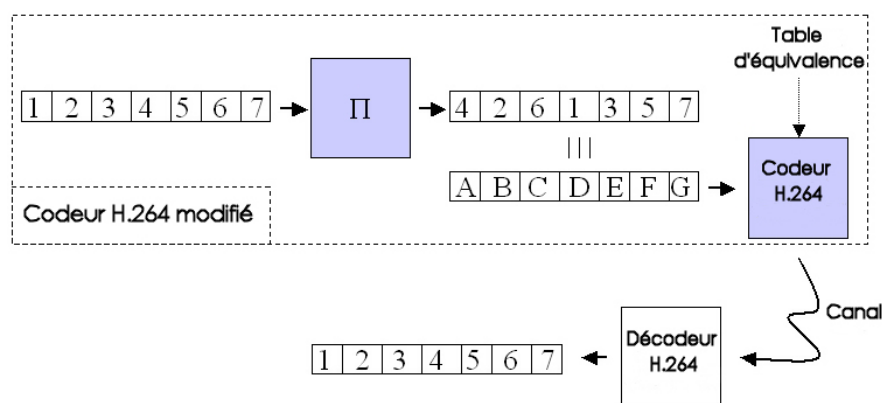 Table
d'équivalence
1 2 3 4 5 6 7
Π
4 2 6 1 3 5 7
A B C D E F G
Codeur
H.264
Codeur H.264 modifié
Canal
Décodeur
H.264
1 2 3 4 5 6 7